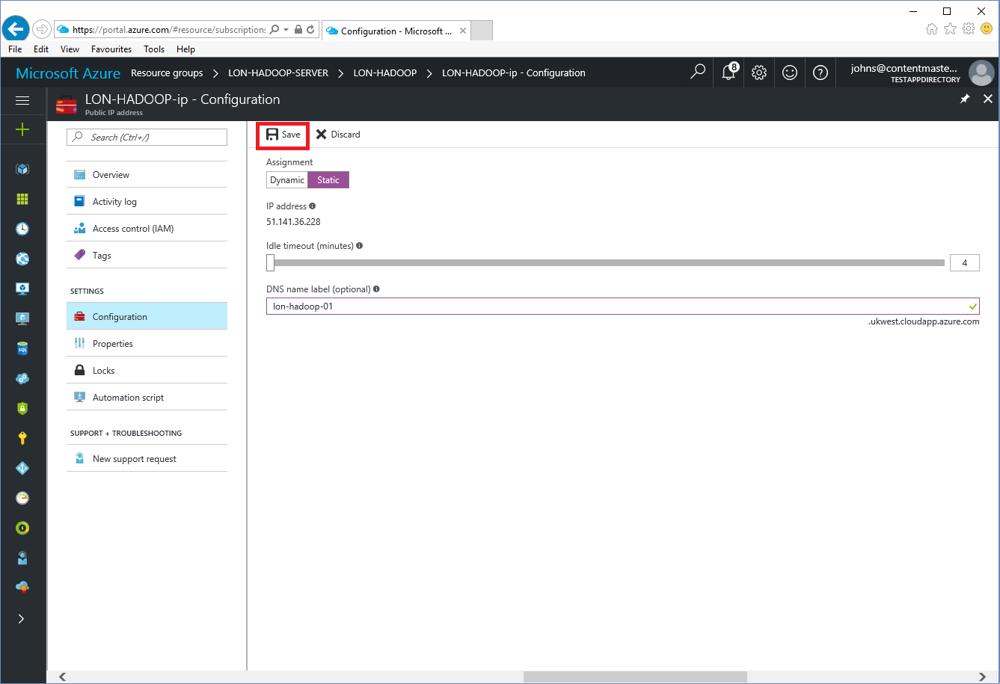 https://portal.azure.com/#resource/subscriptions
Configuration - Microsoft ...
File Edit View Favourites Tools Help
Microsoft Azure Resource groups LON-HADOOP-SERVER LON-HADOOP LON-HADOOP-ip - Configuration 8 johns@contentmaste...
TESTAPPDIRECTORY
LON-HADOOP-ip - Configuration
Public IP address
Search (Ctrl+/)
Overview
Activity log
Access control (IAM)
Tags
SETTINGS
Configuration
Properties
Locks
Automation script
SUPPORT + TROUBLESHOOTING
New support request
Save Discard
Assignment
Dynamic Static
IP address
51.141.36.228
Idle timeout (minutes)
4
DNS name label (optional)
lon-hadoop-01
.ukwest.cloudapp.azure.com